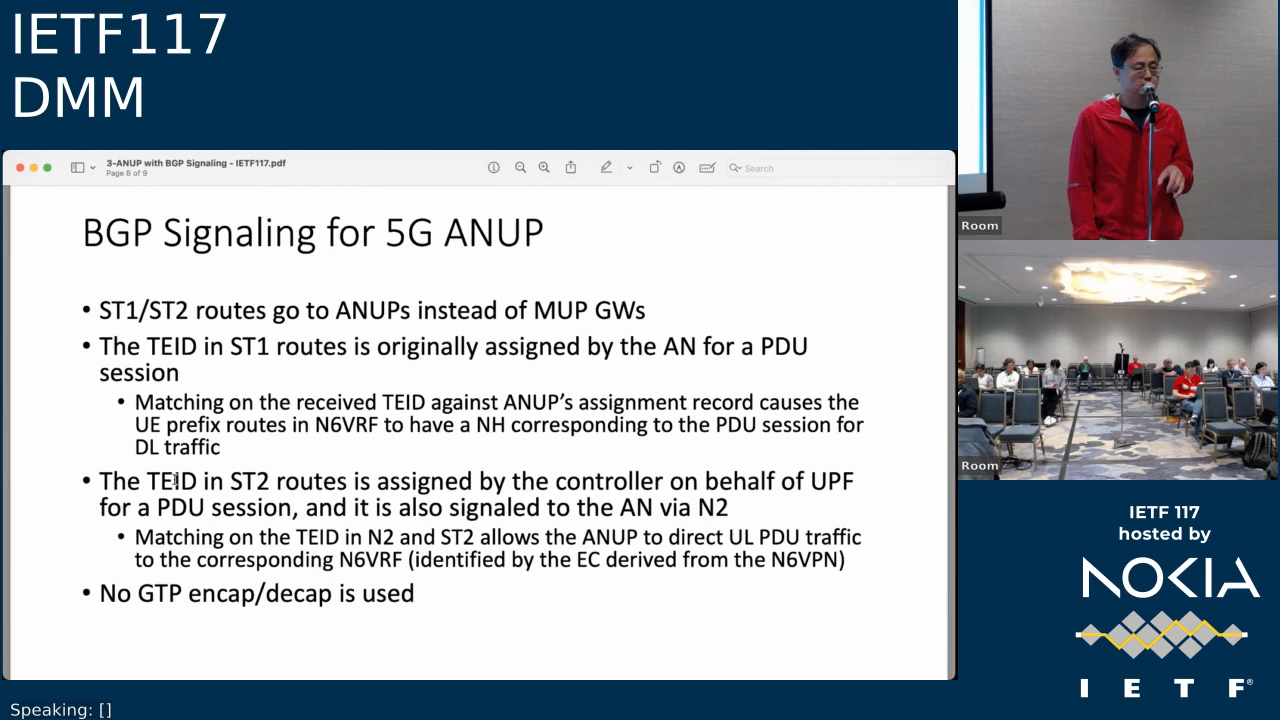 IETF117
DMM
3-ANUP with BGP Signaling - IETF117.pdf
Page 8 of 9
Search
BGP Signaling for 5G ANUP
• ST1/ST2 routes go to ANUPs instead of MUP GWs
• The TEID in ST1 routes is originally assigned by the AN for a PDU
session
• Matching on the received TEID against ANUP’s assignment record causes the
UE prefix routes in N6VRF to have a NH corresponding to the PDU session for
DL traffic
• The TEID in ST2 routes is assigned by the controller on behalf of UPF
for a PDU session, and it is also signaled to the AN via N2
• Matching on the TEID in N2 and ST2 allows the ANUP to direct UL PDU traffic
to the corresponding N6VRF (identified by the EC derived from the N6VPN)
• No GTP encap/decap is used
Room
Room
IETF 117
hosted by
NOKIA
I E T F®
Speaking: []